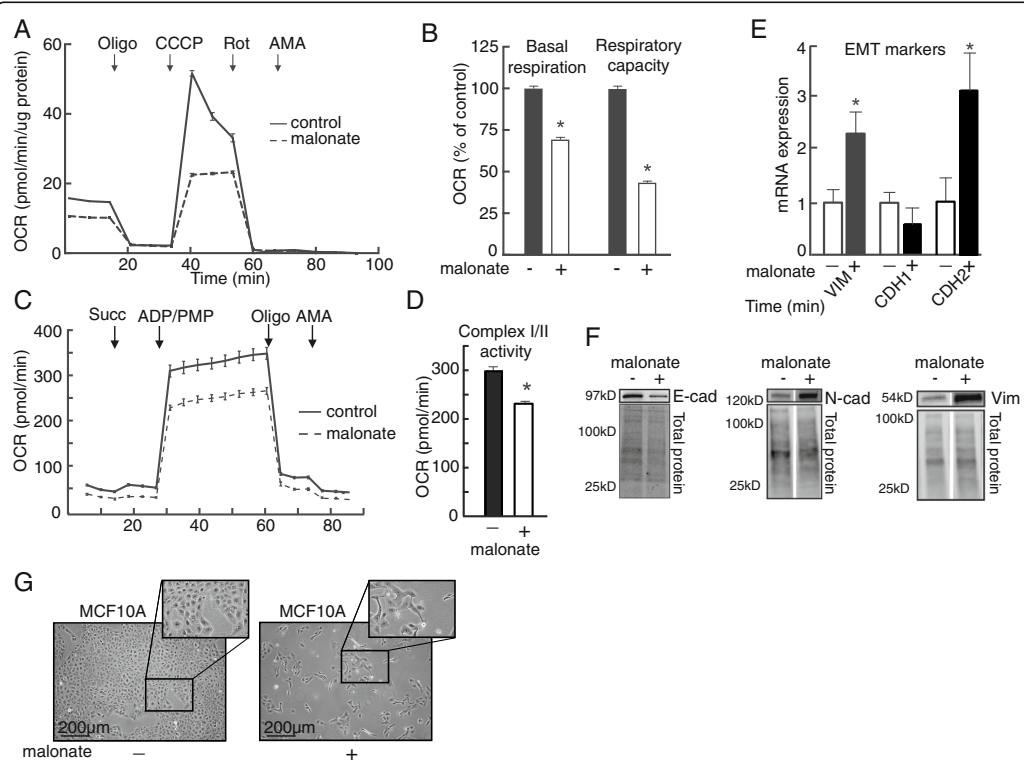 A
Oligo CCCP Rot AMA
60
40
20
0
OCR (pmol/min/ug protein)
control
malonate
20 40 60 80 100
Time (min)
B
125
100
75
50
25
0
OCR (% of control)
Basal respiration
Respiratory capacity
*
*
malonate - + - +
E
EMT markers
4
3
2
1
0
mRNA expression
*
*
malonate − + − + − +
VIM CDH1 CDH2
Time (min)
C
Succ ADP/PMP Oligo AMA
400
300
200
100
0
OCR (pmol/min)
control
malonate
20 40 60 80
D
Complex I/II
activity
300
200
100
0
OCR (pmol/min)
*
− +
malonate
F
malonate
- +
97kD E-cad
100kD
25kD
Total protein
malonate
- +
120kD N-cad
100kD
25kD
Total protein
malonate
- +
54kD Vim
100kD
25kD
Total protein
G
MCF10A
200µm
MCF10A
200µm
malonate − +